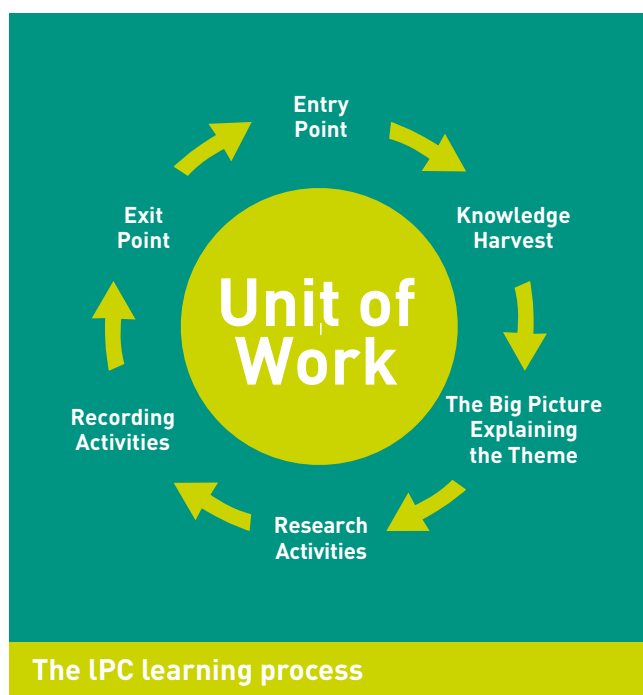 Entry
Point
Knowledge
Harvest
The Big Picture
Explaining
the Theme
Research
Activities
Recording
Activities
Exit
Point
Unit of
Work
The lPC learning process